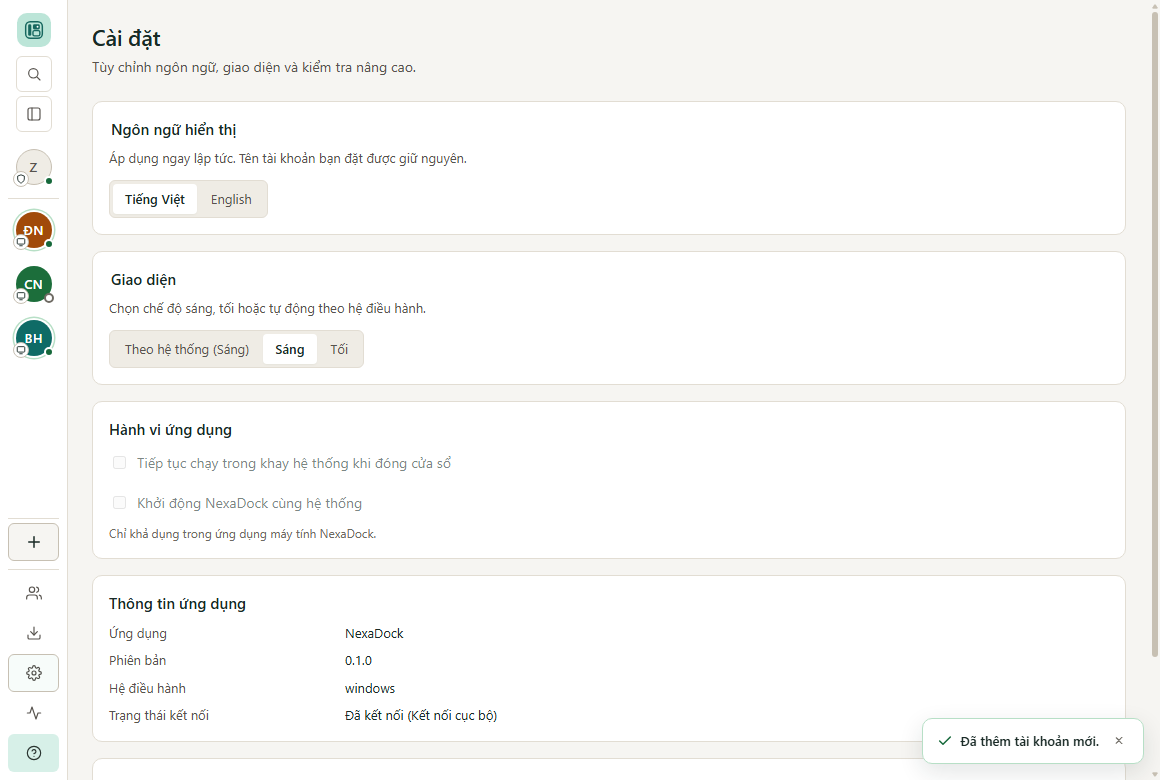 Cài đặt
Tùy chỉnh ngôn ngữ, giao diện và kiểm tra nâng cao.
Ngôn ngữ hiển thị
Áp dụng ngay lập tức. Tên tài khoản bạn đặt được giữ nguyên.
Tiếng Việt English
Z
ĐN
CN
BH
Giao diện
Chọn chế độ sáng, tối hoặc tự động theo hệ điều hành.
Theo hệ thống (Sáng) Sáng Tối
Hành vi ứng dụng
Tiếp tục chạy trong khay hệ thống khi đóng cửa sổ
Khởi động NexaDock cùng hệ thống
Chỉ khả dụng trong ứng dụng máy tính NexaDock.
Thông tin ứng dụng
Ứng dụng NexaDock
Phiên bản 0.1.0
Hệ điều hành windows
Trạng thái kết nối Đã kết nối (Kết nối cục bộ)
Đã thêm tài khoản mới.